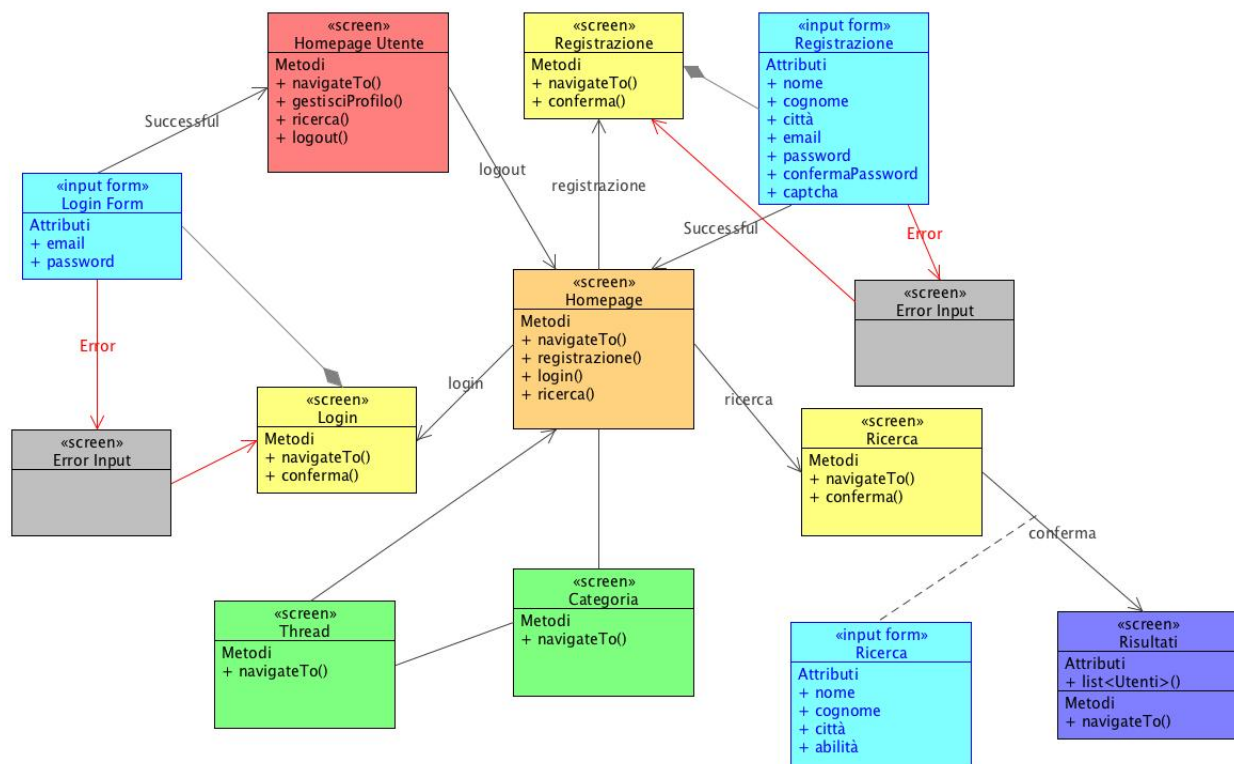 «screen»
Homepage Utente
Metodi
+ navigateTo()
+ gestisciProfilo()
+ ricerca()
+ logout()
«screen»
Registrazione
Metodi
+ navigateTo()
+ conferma()
«input form»
Registrazione
Attributi
+ nome
+ cognome
+ città
+ email
+ password
+ confermaPassword
+ captcha
Successful
logout
registrazione
«input form»
Login Form
Attributi
+ email
+ password
Successful
Error
«screen»
Homepage
Metodi
+ navigateTo()
+ registrazione()
+ login()
+ ricerca()
«screen»
Error Input
Error
login
ricerca
«screen»
Login
Metodi
+ navigateTo()
+ conferma()
«screen»
Error Input
«screen»
Ricerca
Metodi
+ navigateTo()
+ conferma()
conferma
«screen»
Thread
Metodi
+ navigateTo()
«screen»
Categoria
Metodi
+ navigateTo()
«input form»
Ricerca
Attributi
+ nome
+ cognome
+ città
+ abilità
«screen»
Risultati
Attributi
+ list<Utenti>()
Metodi
+ navigateTo()